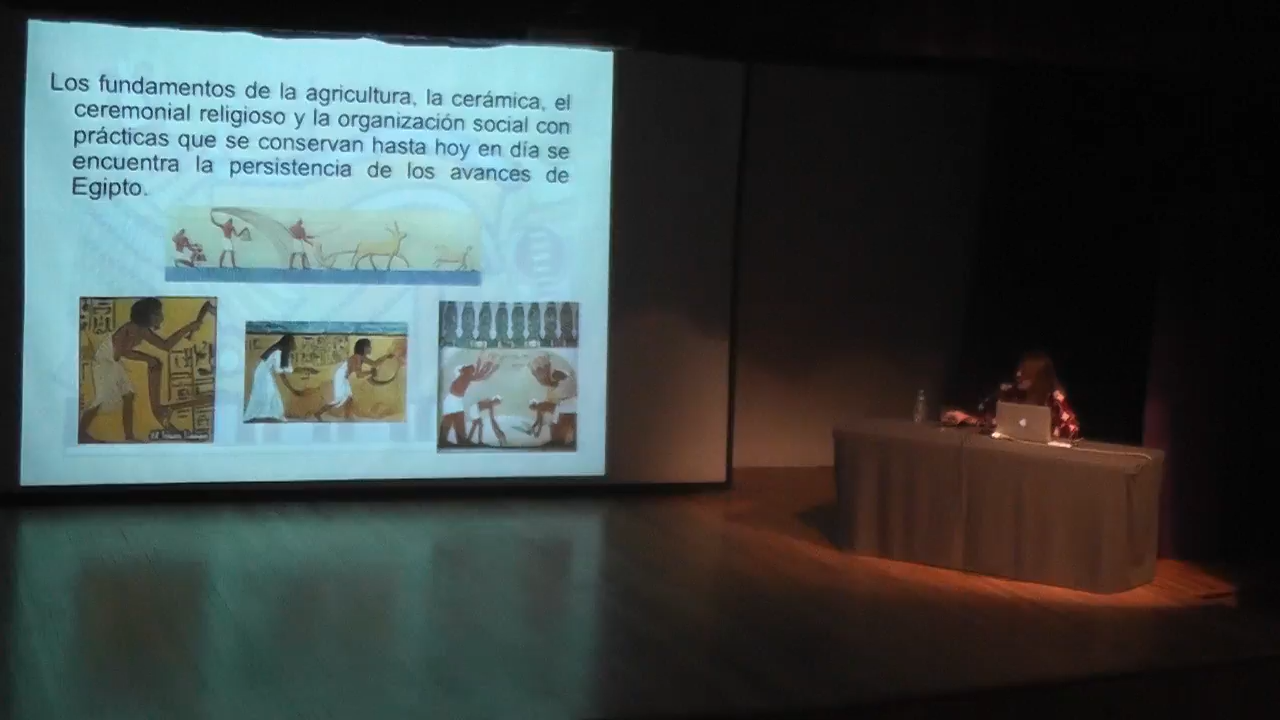 Los fundamentos de la agricultura, la cerámica, el
ceremonial religioso y la organización social con
prácticas que se conservan hasta hoy en día se
encuentra la persistencia de los avances de
Egipto.